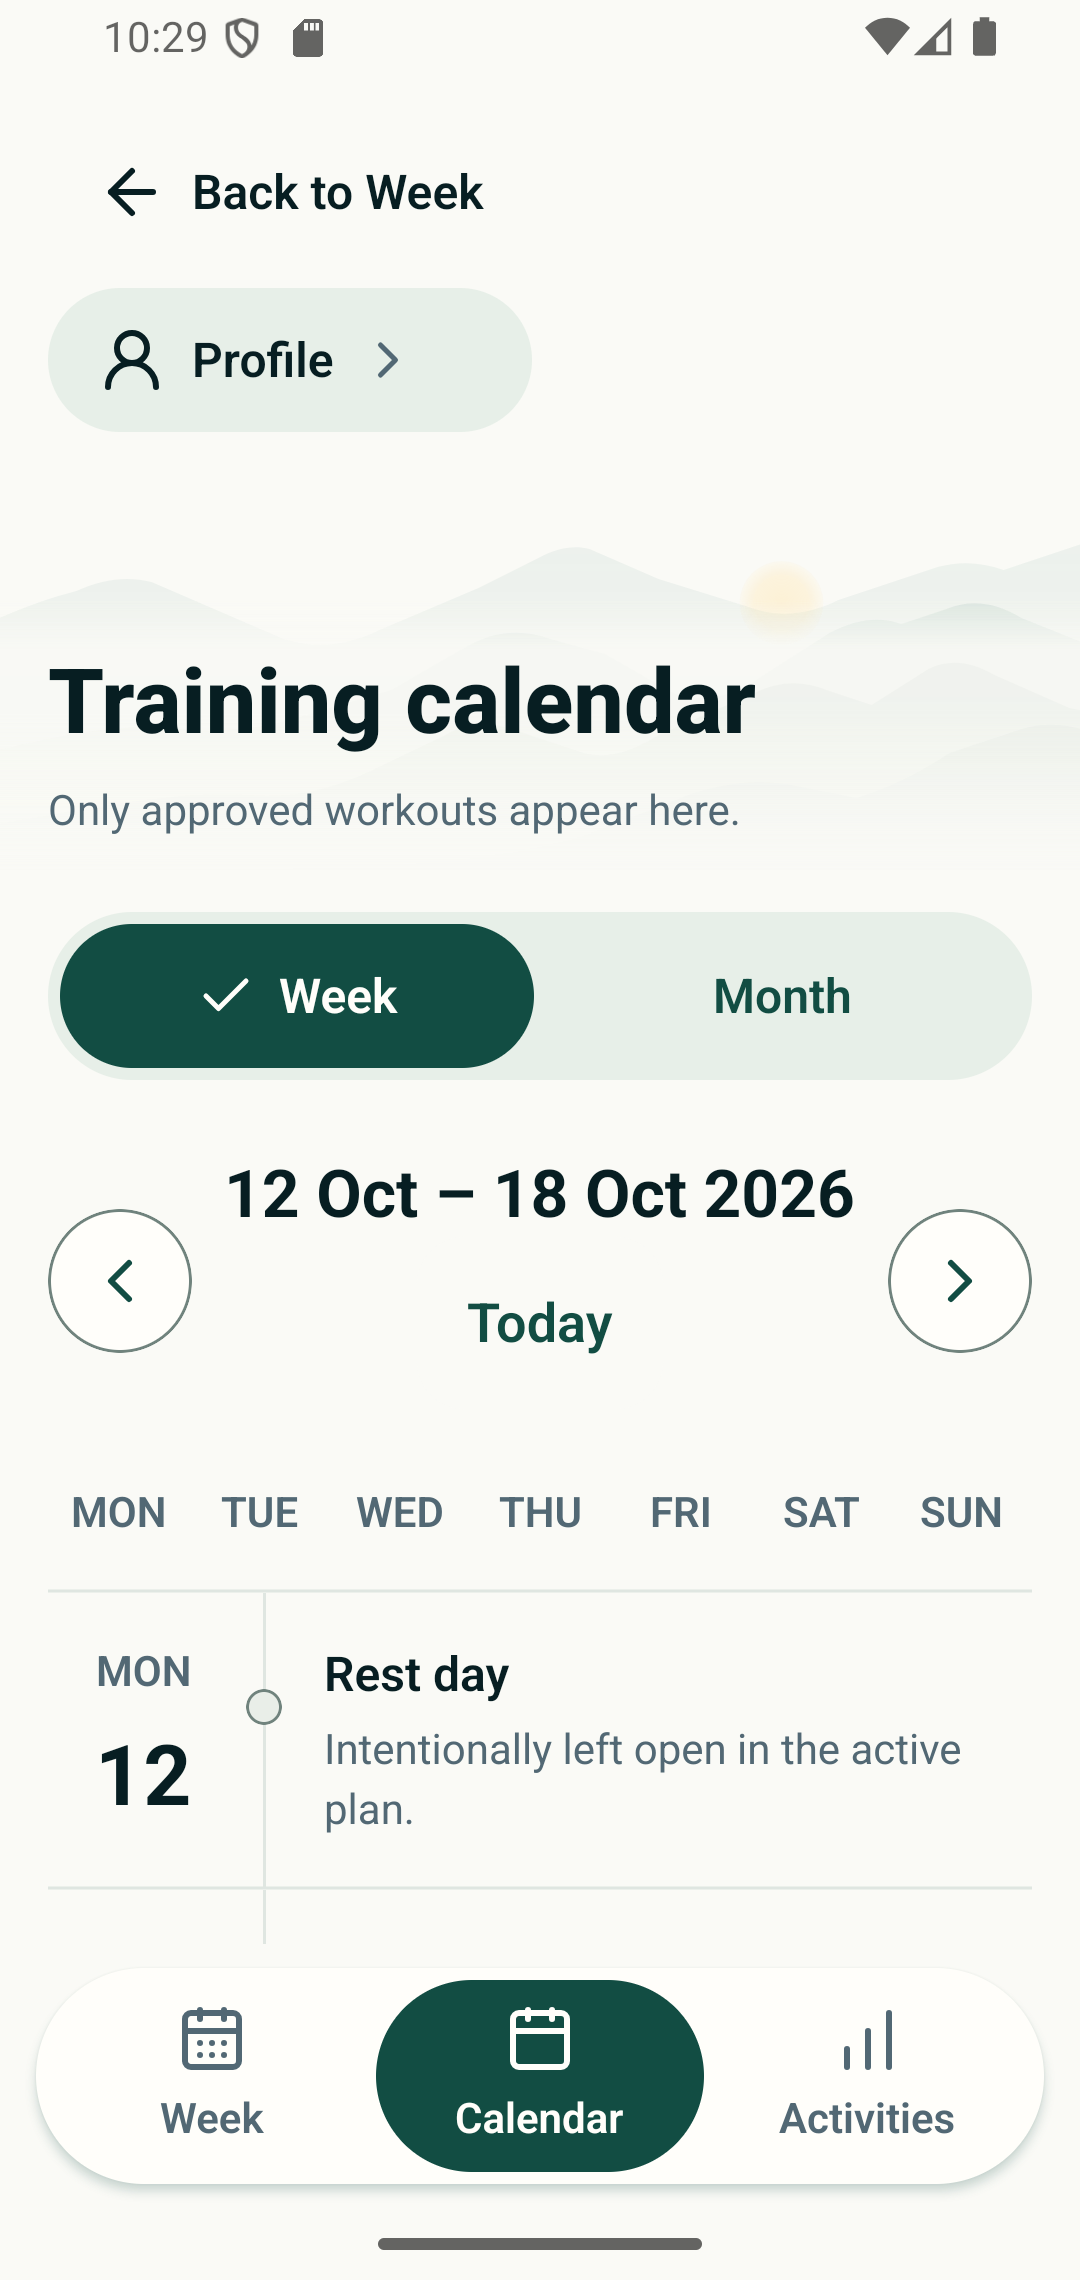 10:29
Back to Week
Profile
Training calendar
Only approved workouts appear here.
Week
Month
12 Oct – 18 Oct 2026
Today
MON TUE WED THU FRI SAT SUN
MON
12
Rest day
Intentionally left open in the active
plan.
Week
Calendar
Activities